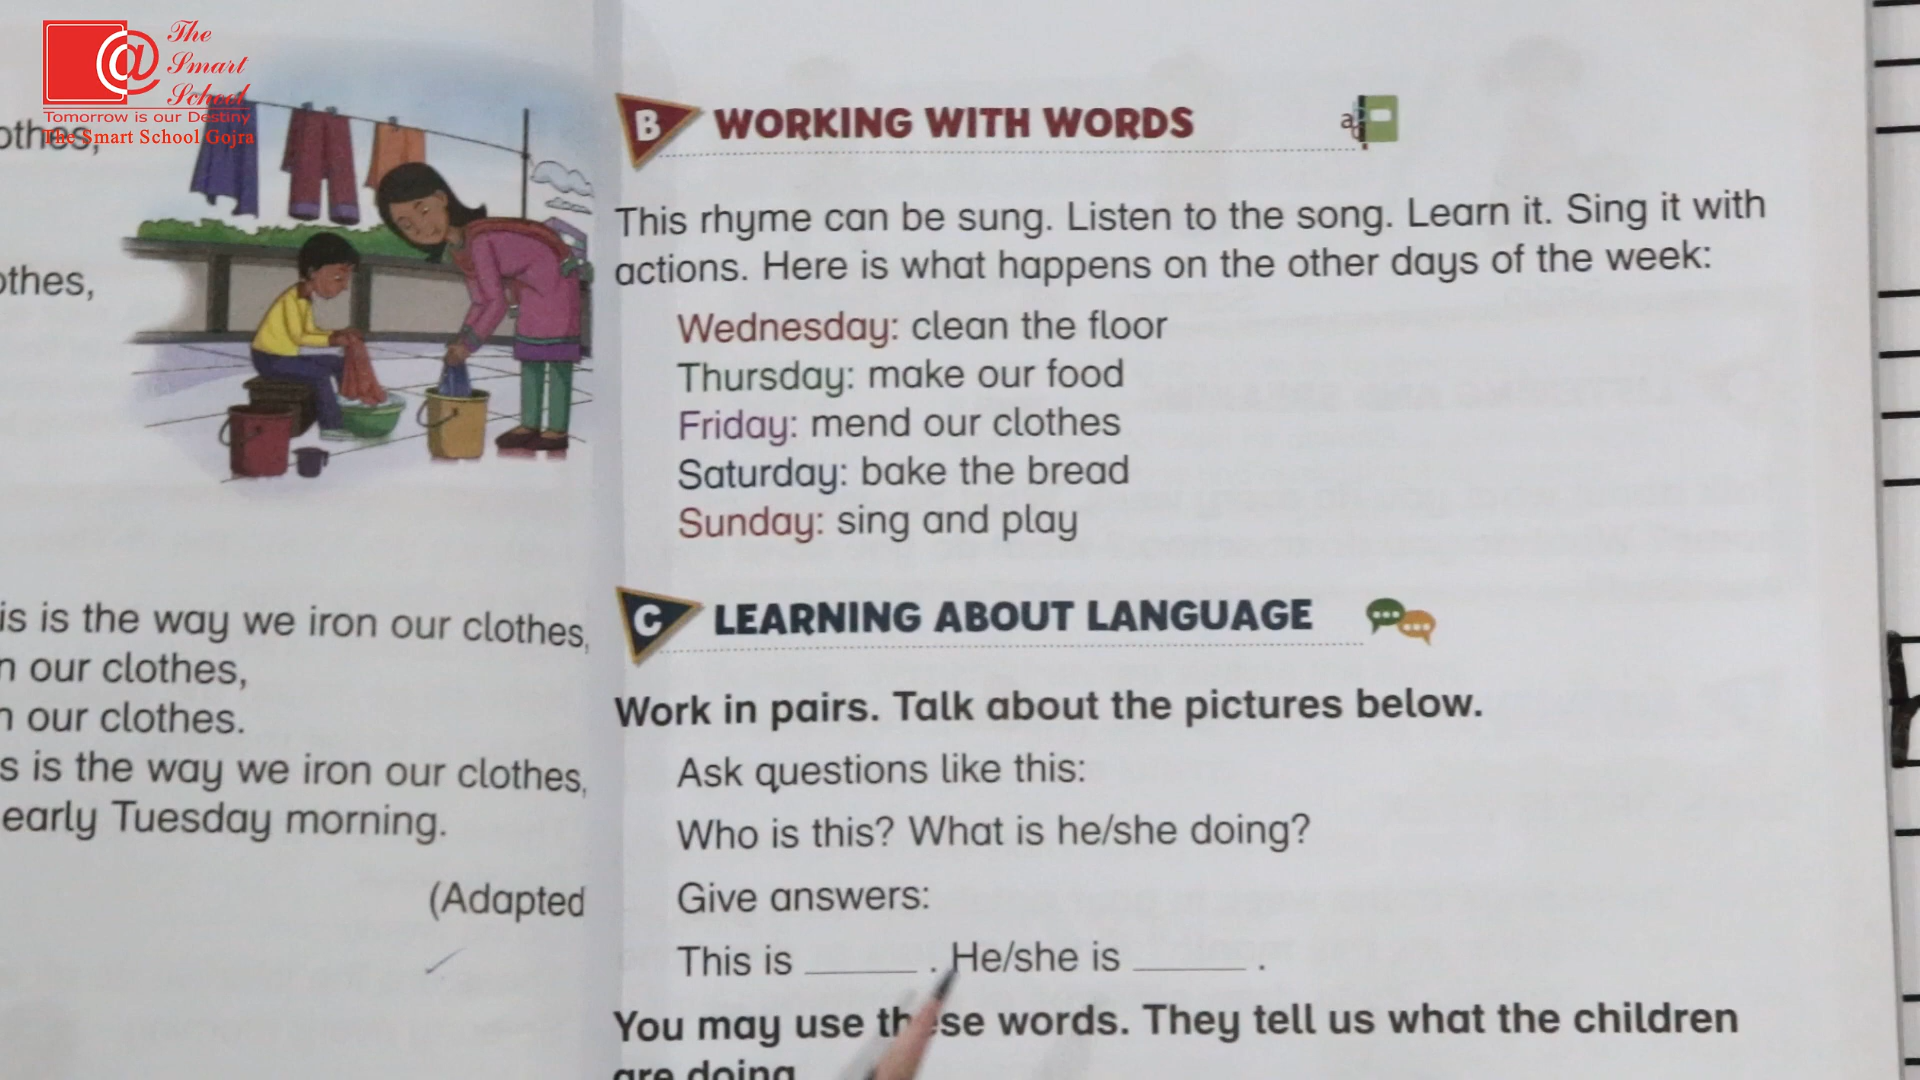 The
Smart
School
Tomorrow is our Destiny
The Smart School Gojra
othes,
is is the way we iron our clothes,
n our clothes,
n our clothes.
s is the way we iron our clothes,
early Tuesday morning.
(Adapted
B WORKING WITH WORDS
This rhyme can be sung. Listen to the song. Learn it. Sing it with
actions. Here is what happens on the other days of the week:
Wednesday: clean the floor
Thursday: make our food
Friday: mend our clothes
Saturday: bake the bread
Sunday: sing and play
C LEARNING ABOUT LANGUAGE
Work in pairs. Talk about the pictures below.
Ask questions like this:
Who is this? What is he/she doing?
Give answers:
This is ______ . He/she is ______ .
You may use these words. They tell us what the children
are doing